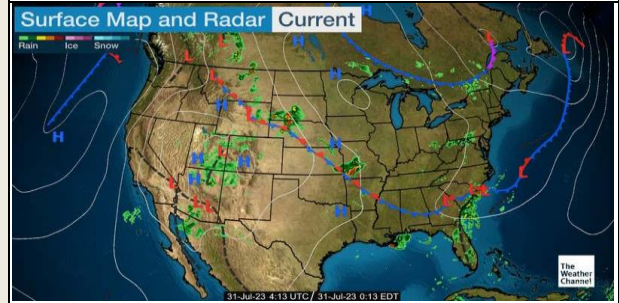 Surface Map and Radar Current
Rain Ice Snow
H
L
L
L
H
H
L
H
L
H
H
L
H
H
H
H
L
L
L
L
H
L
L
L
L
31-Jul-23 4:13 UTC / 31-Jul-23 0:13 EDT
The
Weather
Channel